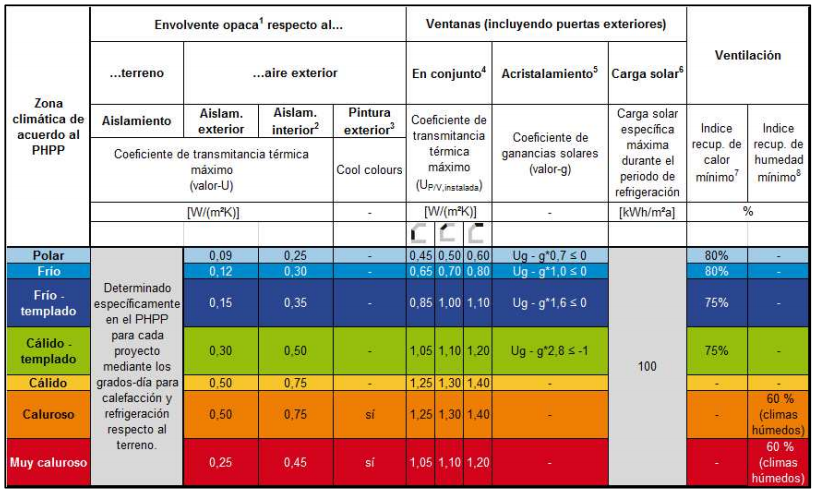 Envolvente opaca¹ respecto al...
Ventanas (incluyendo puertas exteriores)
Ventilación
...terreno
...aire exterior
En conjunto⁴
Acristalamiento⁵
Carga solar⁶
Zona
climática de
acuerdo al
PHPP
Aislamiento
Aislam.
exterior
Aislam.
interior²
Pintura
exterior³
Coeficiente de transmitancia térmica
máximo
(valor-U)
Cool colours
Coeficiente de
transmitancia
térmica
máximo
(U_P/V,instalada)
Coeficiente de
ganancias solares
(valor-g)
Carga solar
específica
máxima
durante el
periodo de
refrigeración
Indice
recup. de
calor
mínimo⁷
Indice
recup. de
humedad
mínimo⁸
[W/(m²K)] - [W/(m²K)] - [kWh/m²a] %
Polar 0,09 0,25 - 0,45 0,50 0,60 Ug - g*0,7 ≤ 0 80% -
Frío 0,12 0,30 - 0,65 0,70 0,80 Ug - g*1,0 ≤ 0 80% -
Frío -
templado 0,15 0,35 - 0,85 1,00 1,10 Ug - g*1,6 ≤ 0 75% -
Cálido -
templado 0,30 0,50 - 1,05 1,10 1,20 Ug - g*2,8 ≤ -1 75% -
Cálido 0,50 0,75 - 1,25 1,30 1,40 - - -
Caluroso 0,50 0,75 sí 1,25 1,30 1,40 - - 60 %
(climas
húmedos)
Muy caluroso 0,25 0,45 sí 1,05 1,10 1,20 - - 60 %
(climas
húmedos)
Determinado
específicamente
en el PHPP
para cada
proyecto
mediante los
grados-día para
calefacción y
refrigeración
respecto al
terreno.
100